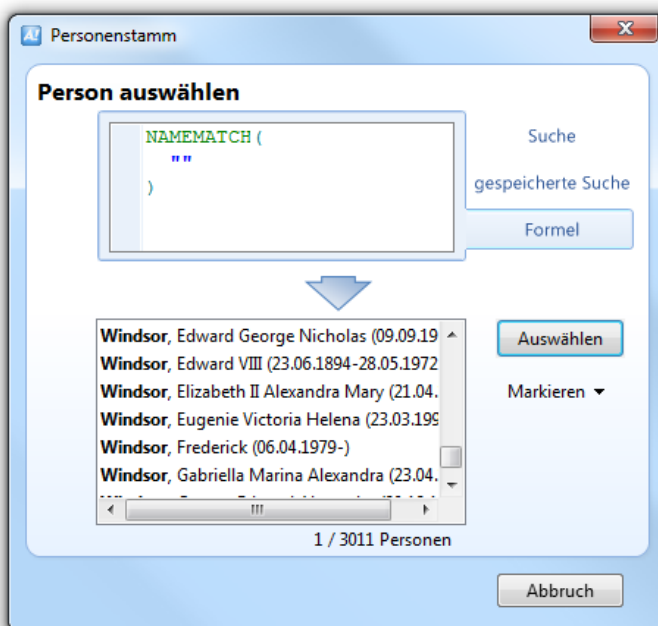 A!
Personenstamm
Person auswählen
NAMEMATCH(
""
)
Suche
gespeicherte Suche
Formel
Windsor, Edward George Nicholas (09.09.19
Windsor, Edward VIII (23.06.1894-28.05.1972
Windsor, Elizabeth II Alexandra Mary (21.04.
Windsor, Eugenie Victoria Helena (23.03.199
Windsor, Frederick (06.04.1979-)
Windsor, Gabriella Marina Alexandra (23.04.
Auswählen
Markieren
1 / 3011 Personen
Abbruch